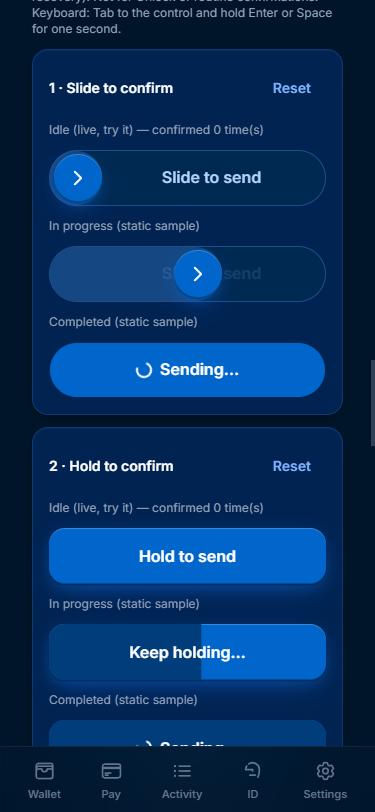 Keyboard: Tab to the control and hold Enter or Space
for one second.
1 · Slide to confirm
Reset
Idle (live, try it) — confirmed 0 time(s)
Slide to send
In progress (static sample)
send
Completed (static sample)
Sending...
2 · Hold to confirm
Reset
Idle (live, try it) — confirmed 0 time(s)
Hold to send
In progress (static sample)
Keep holding...
Completed (static sample)
Wallet
Pay
Activity
ID
Settings